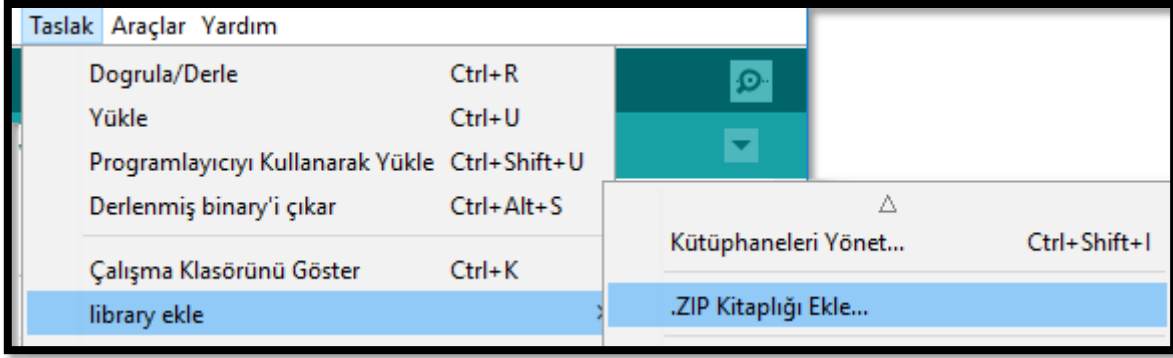 Taslak Araçlar Yardım
Dogrula/Derle Ctrl+R
Yükle Ctrl+U
Programlayıcıyı Kullanarak Yükle Ctrl+Shift+U
Derlenmiş binary'i çıkar Ctrl+Alt+S
Çalışma Klasörünü Göster Ctrl+K
library ekle
Kütüphaneleri Yönet... Ctrl+Shift+I
.ZIP Kitaplığı Ekle...